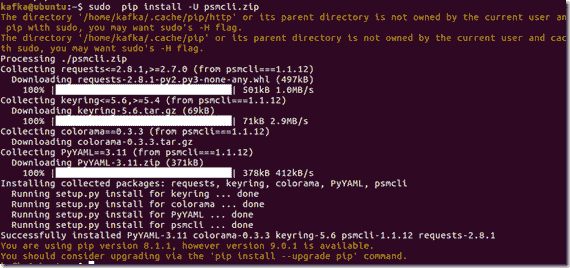 kafka@ubuntu:~$ sudo  pip install -U psmcli.zip
The directory '/home/kafka/.cache/pip/http' or its parent directory is not owned by the current user and
 pip with sudo, you may want sudo's -H flag.
The directory '/home/kafka/.cache/pip' or its parent directory is not owned by the current user and cac
th sudo, you may want sudo's -H flag.
Processing ./psmcli.zip
Collecting requests<=2.8.1,>=2.7.0 (from psmcli===1.1.12)
  Downloading requests-2.8.1-py2.py3-none-any.whl (497kB)
    100% | | 501kB 1.0MB/s
Collecting keyring<=5.6,>=5.4 (from psmcli===1.1.12)
  Downloading keyring-5.6.tar.gz (69kB)
    100% | | 71kB 2.9MB/s
Collecting colorama==0.3.3 (from psmcli===1.1.12)
  Downloading colorama-0.3.3.tar.gz
Collecting PyYAML==3.11 (from psmcli===1.1.12)
  Downloading PyYAML-3.11.zip (371kB)
    100% | | 378kB 412kB/s
Installing collected packages: requests, keyring, colorama, PyYAML, psmcli
  Running setup.py install for keyring ... done
  Running setup.py install for colorama ... done
  Running setup.py install for PyYAML ... done
  Running setup.py install for psmcli ... done
Successfully installed PyYAML-3.11 colorama-0.3.3 keyring-5.6 psmcli-1.1.12 requests-2.8.1
You are using pip version 8.1.1, however version 9.0.1 is available.
You should consider upgrading via the 'pip install --upgrade pip' command.